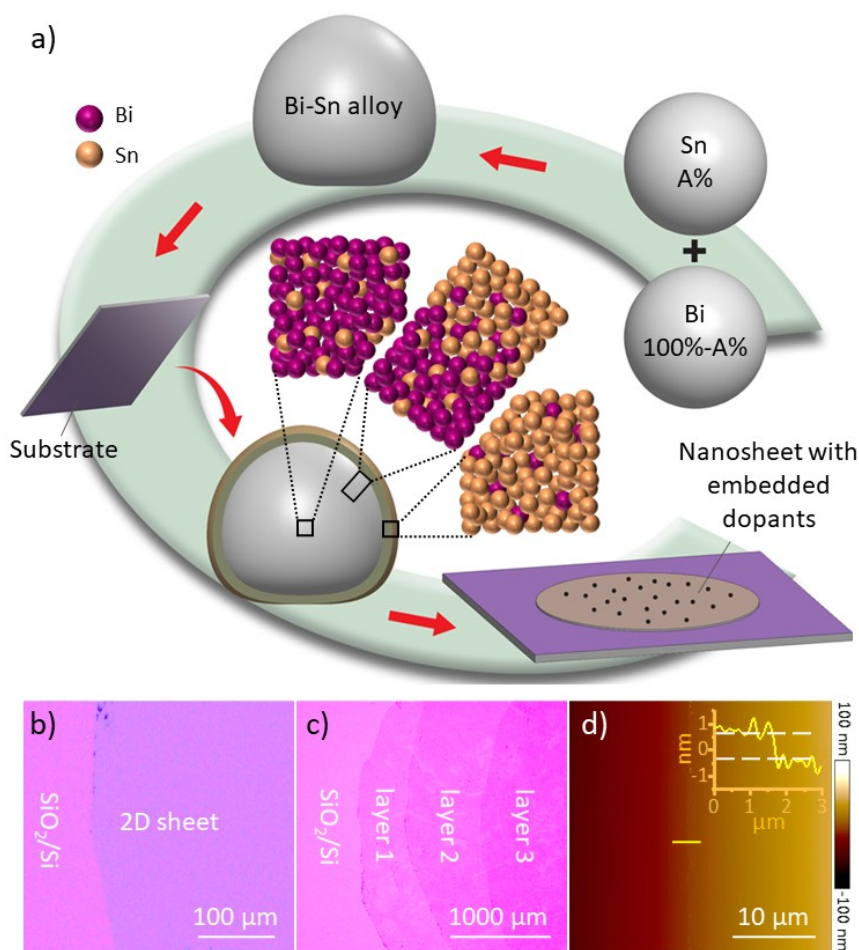 a)
Bi
Sn
Bi-Sn alloy
Sn
A%
+
Bi
100%-A%
Substrate
Nanosheet with
embedded
dopants
b)
SiO₂/Si
2D sheet
100 μm
c)
SiO₂/Si
layer 1
layer 2
layer 3
1000 μm
d)
1
0
-1
nm
0
1
2
3
μm
10 μm
100 nm
-100 nm